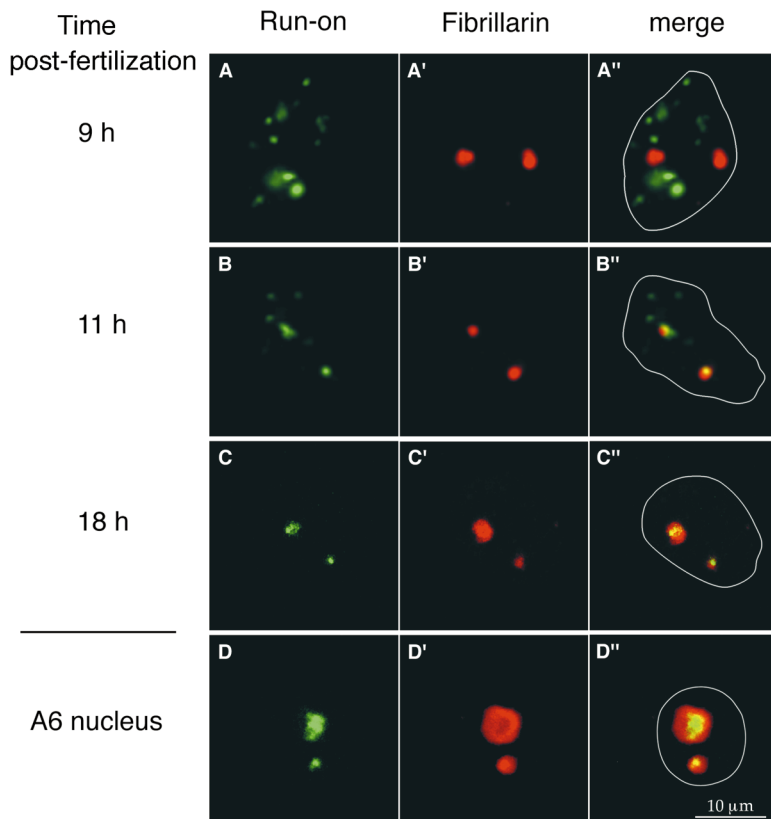 Time
post-fertilization
Run-on
Fibrillarin
merge
9 h
A
A'
A"
11 h
B
B'
B"
18 h
C
C'
C"
A6 nucleus
D
D'
D"
10 μm